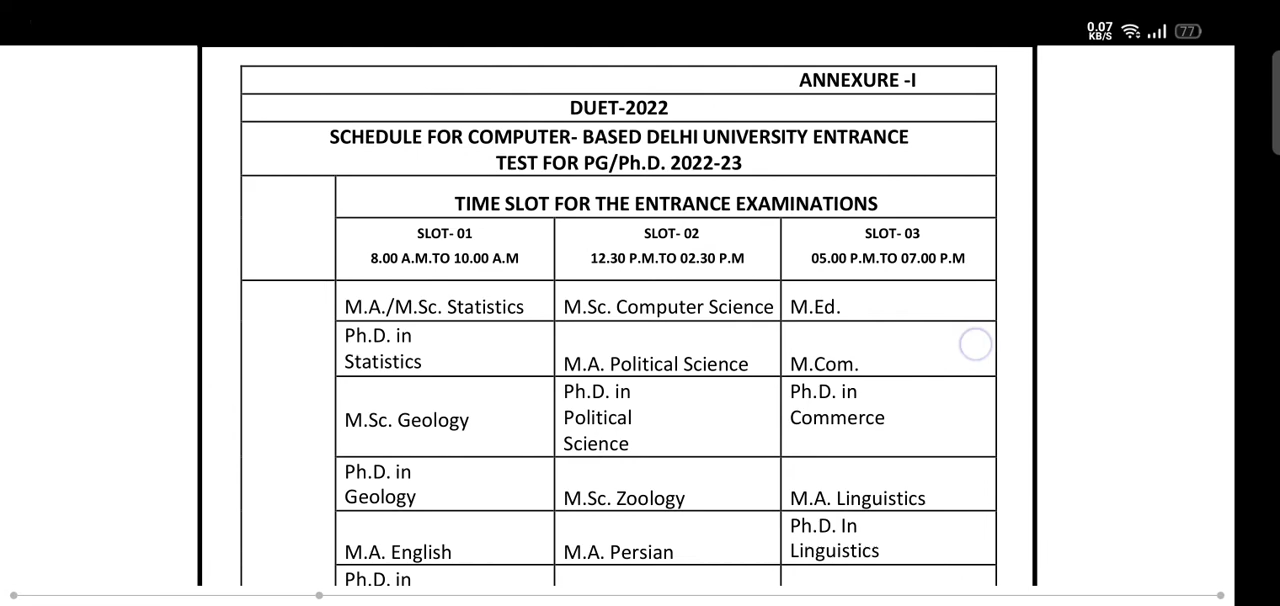 0.07
KB/S
77
ANNEXURE -I
DUET-2022
SCHEDULE FOR COMPUTER- BASED DELHI UNIVERSITY ENTRANCE
TEST FOR PG/Ph.D. 2022-23
TIME SLOT FOR THE ENTRANCE EXAMINATIONS
SLOT- 01
8.00 A.M.TO 10.00 A.M
SLOT- 02
12.30 P.M.TO 02.30 P.M
SLOT- 03
05.00 P.M.TO 07.00 P.M
M.A./M.Sc. Statistics
M.Sc. Computer Science
M.Ed.
Ph.D. in
Statistics
M.A. Political Science
M.Com.
M.Sc. Geology
Ph.D. in
Political
Science
Ph.D. in
Commerce
Ph.D. in
Geology
M.Sc. Zoology
M.A. Linguistics
M.A. English
M.A. Persian
Ph.D. In
Linguistics
Ph.D. in